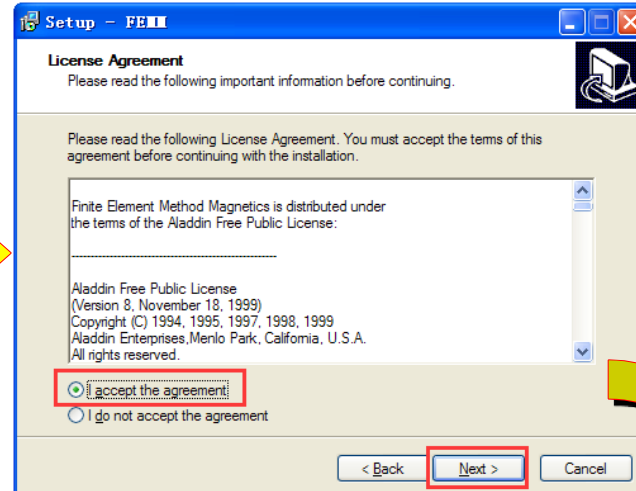 Setup - FEMM
License Agreement
Please read the following important information before continuing.
Please read the following License Agreement. You must accept the terms of this
agreement before continuing with the installation.
Finite Element Method Magnetics is distributed under
the terms of the Aladdin Free Public License:
-----------------------------------------------------
Aladdin Free Public License
(Version 8, November 18, 1999)
Copyright (C) 1994, 1995, 1997, 1998, 1999
Aladdin Enterprises,Menlo Park, California, U.S.A.
All rights reserved.
I accept the agreement
I do not accept the agreement
< Back Next > Cancel